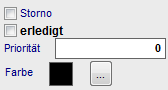 Storno
erledigt
Priorität 0
Farbe ...